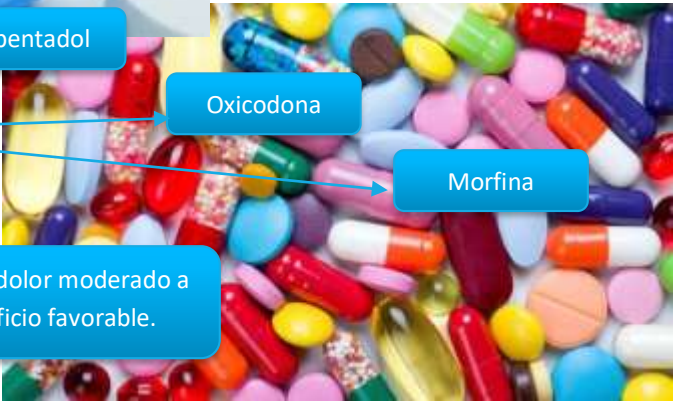 pentadol
Oxicodona
Morfina
dolor moderado a
ficio favorable.